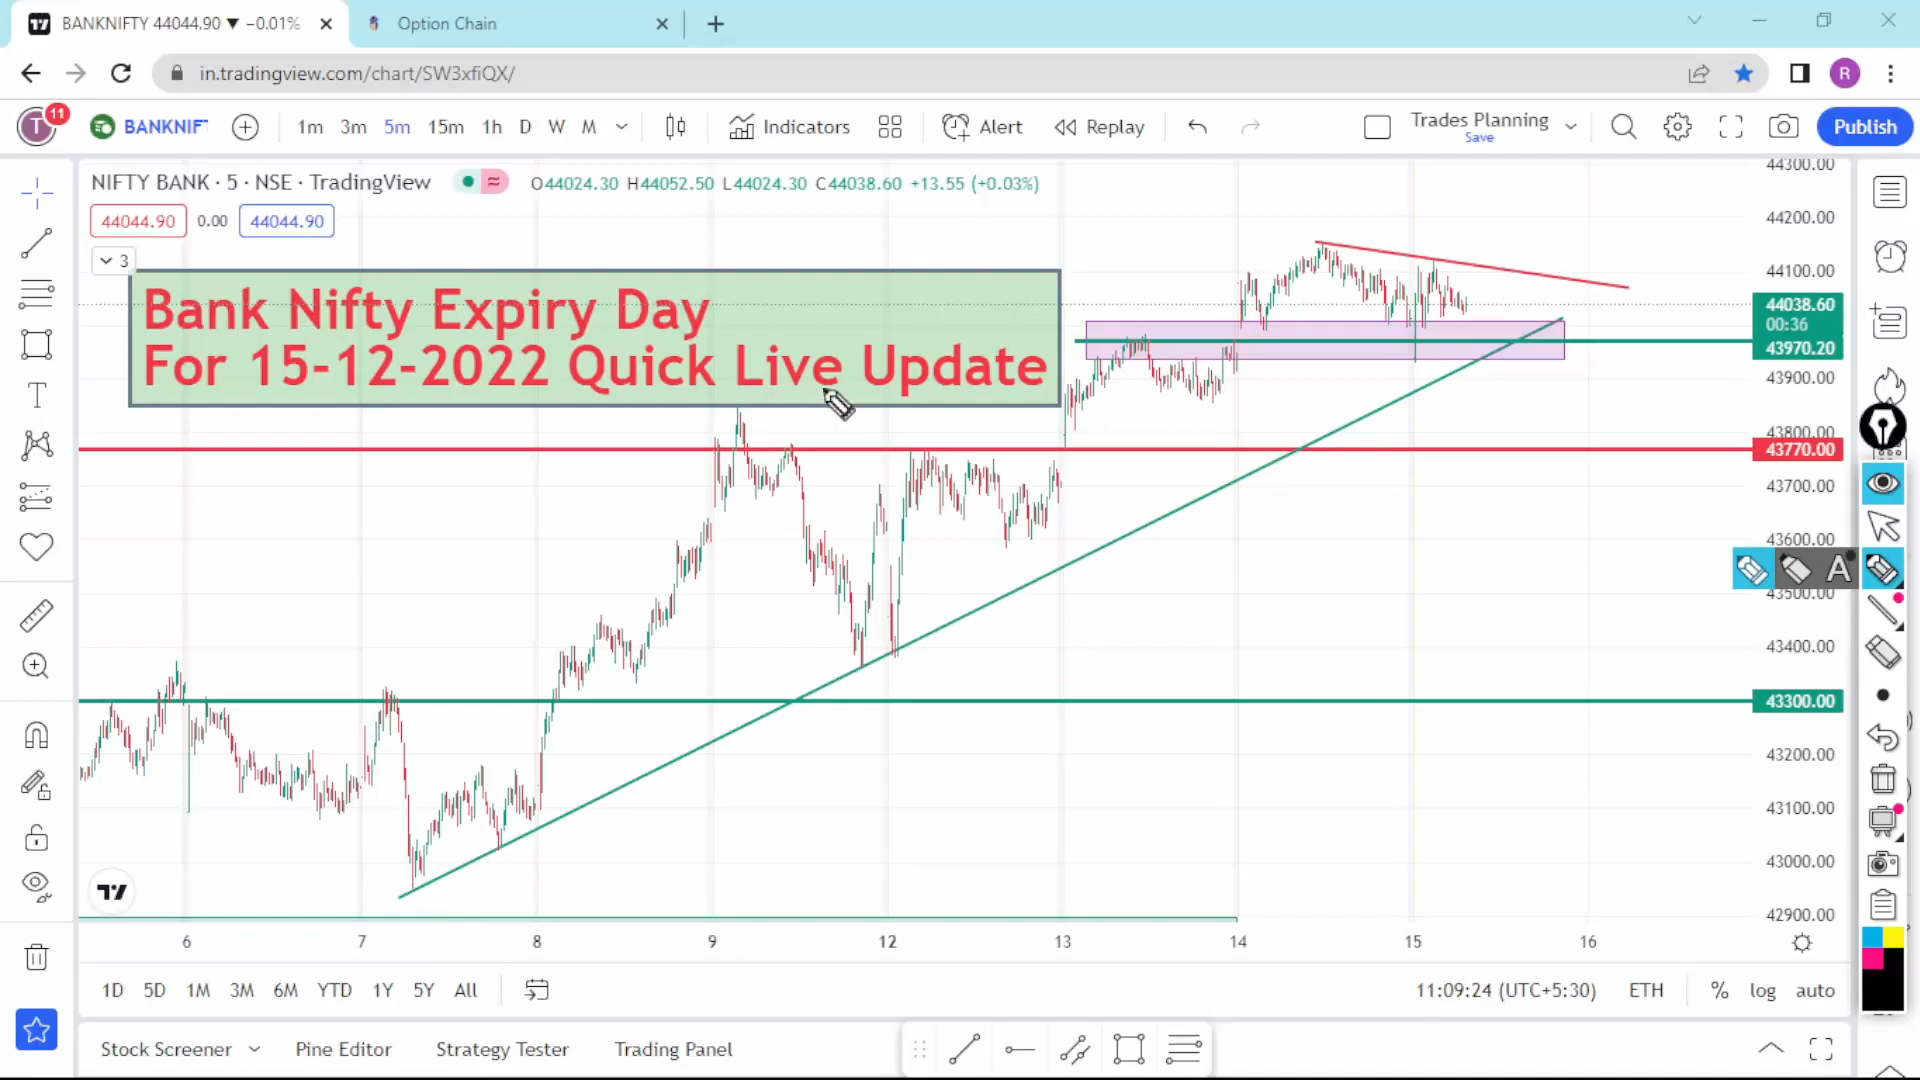 BANKNIFTY 44044.90 ▼ −0.01%
Option Chain
in.tradingview.com/chart/SW3xfiQX/
R
T
11
BANKNIF
1m 3m 5m 15m 1h D W M
Indicators
Alert
Replay
Trades Planning
Save
Publish
NIFTY BANK · 5 · NSE · TradingView
O44024.30 H44052.50 L44024.30 C44038.60 +13.55 (+0.03%)
44044.90 0.00 44044.90
3
Bank Nifty Expiry Day
For 15-12-2022 Quick Live Update
44300.00
44200.00
44100.00
44038.60
00:36
43970.20
43900.00
43800.00
43770.00
43700.00
43600.00
43500.00
43400.00
43300.00
43200.00
43100.00
43000.00
42900.00
A
6 7 8 9 12 13 14 15 16
1D 5D 1M 3M 6M YTD 1Y 5Y All
11:09:24 (UTC+5:30) ETH % log auto
Stock Screener Pine Editor Strategy Tester Trading Panel